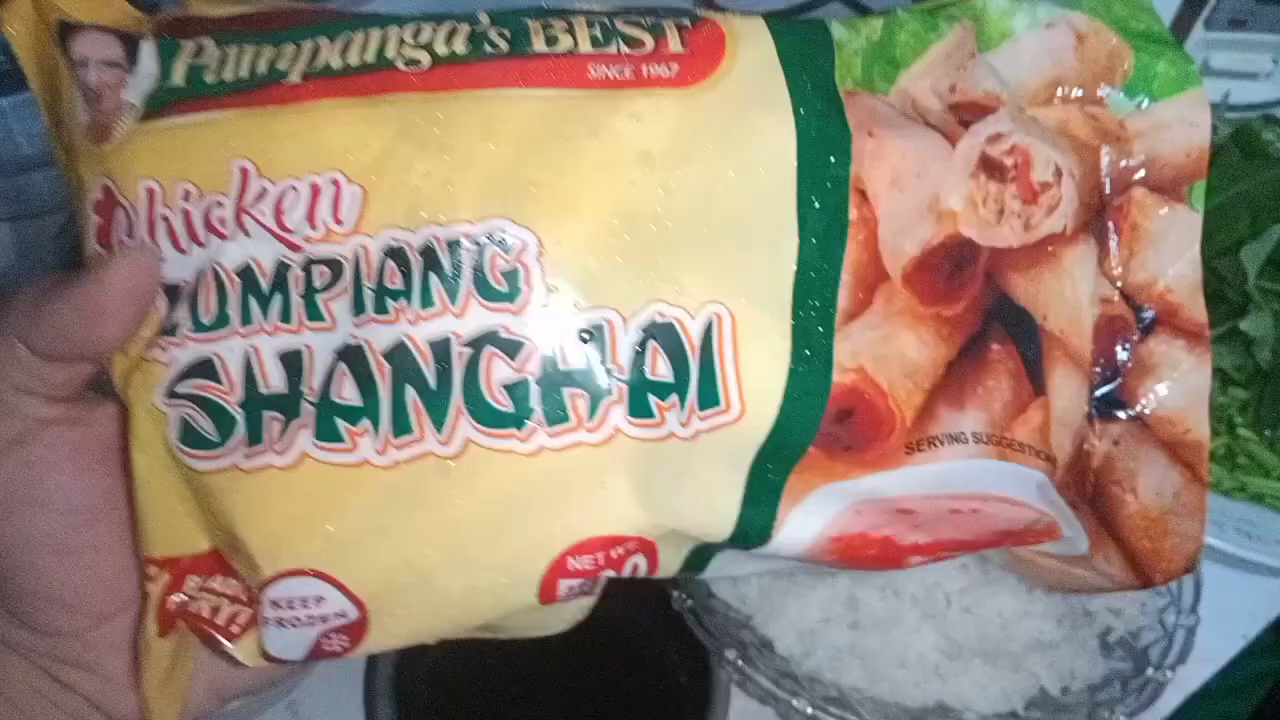 Pampanga's BEST
SINCE 1967
Chicken
LUMPIANG
SHANGHAI
SERVING SUGGESTION
NET WT.
KEEP
FROZEN